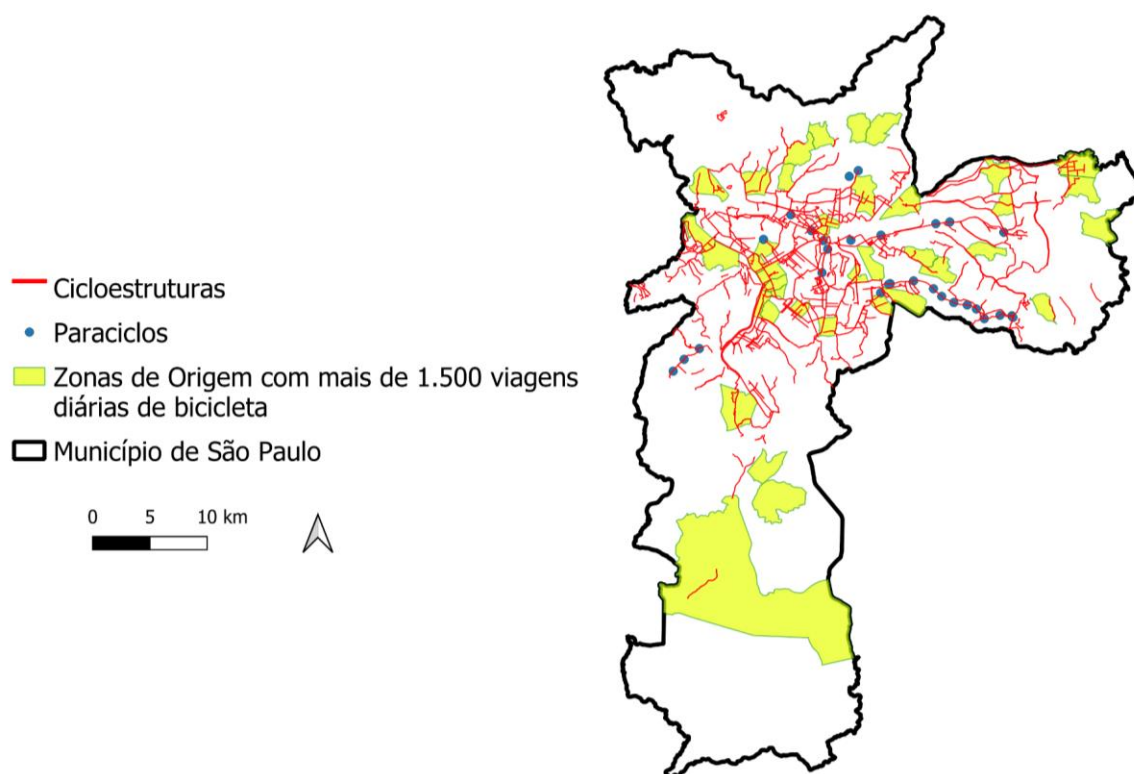 Cicloestruturas
Paraciclos
Zonas de Origem com mais de 1.500 viagens
diárias de bicicleta
Município de São Paulo
0 5 10 km